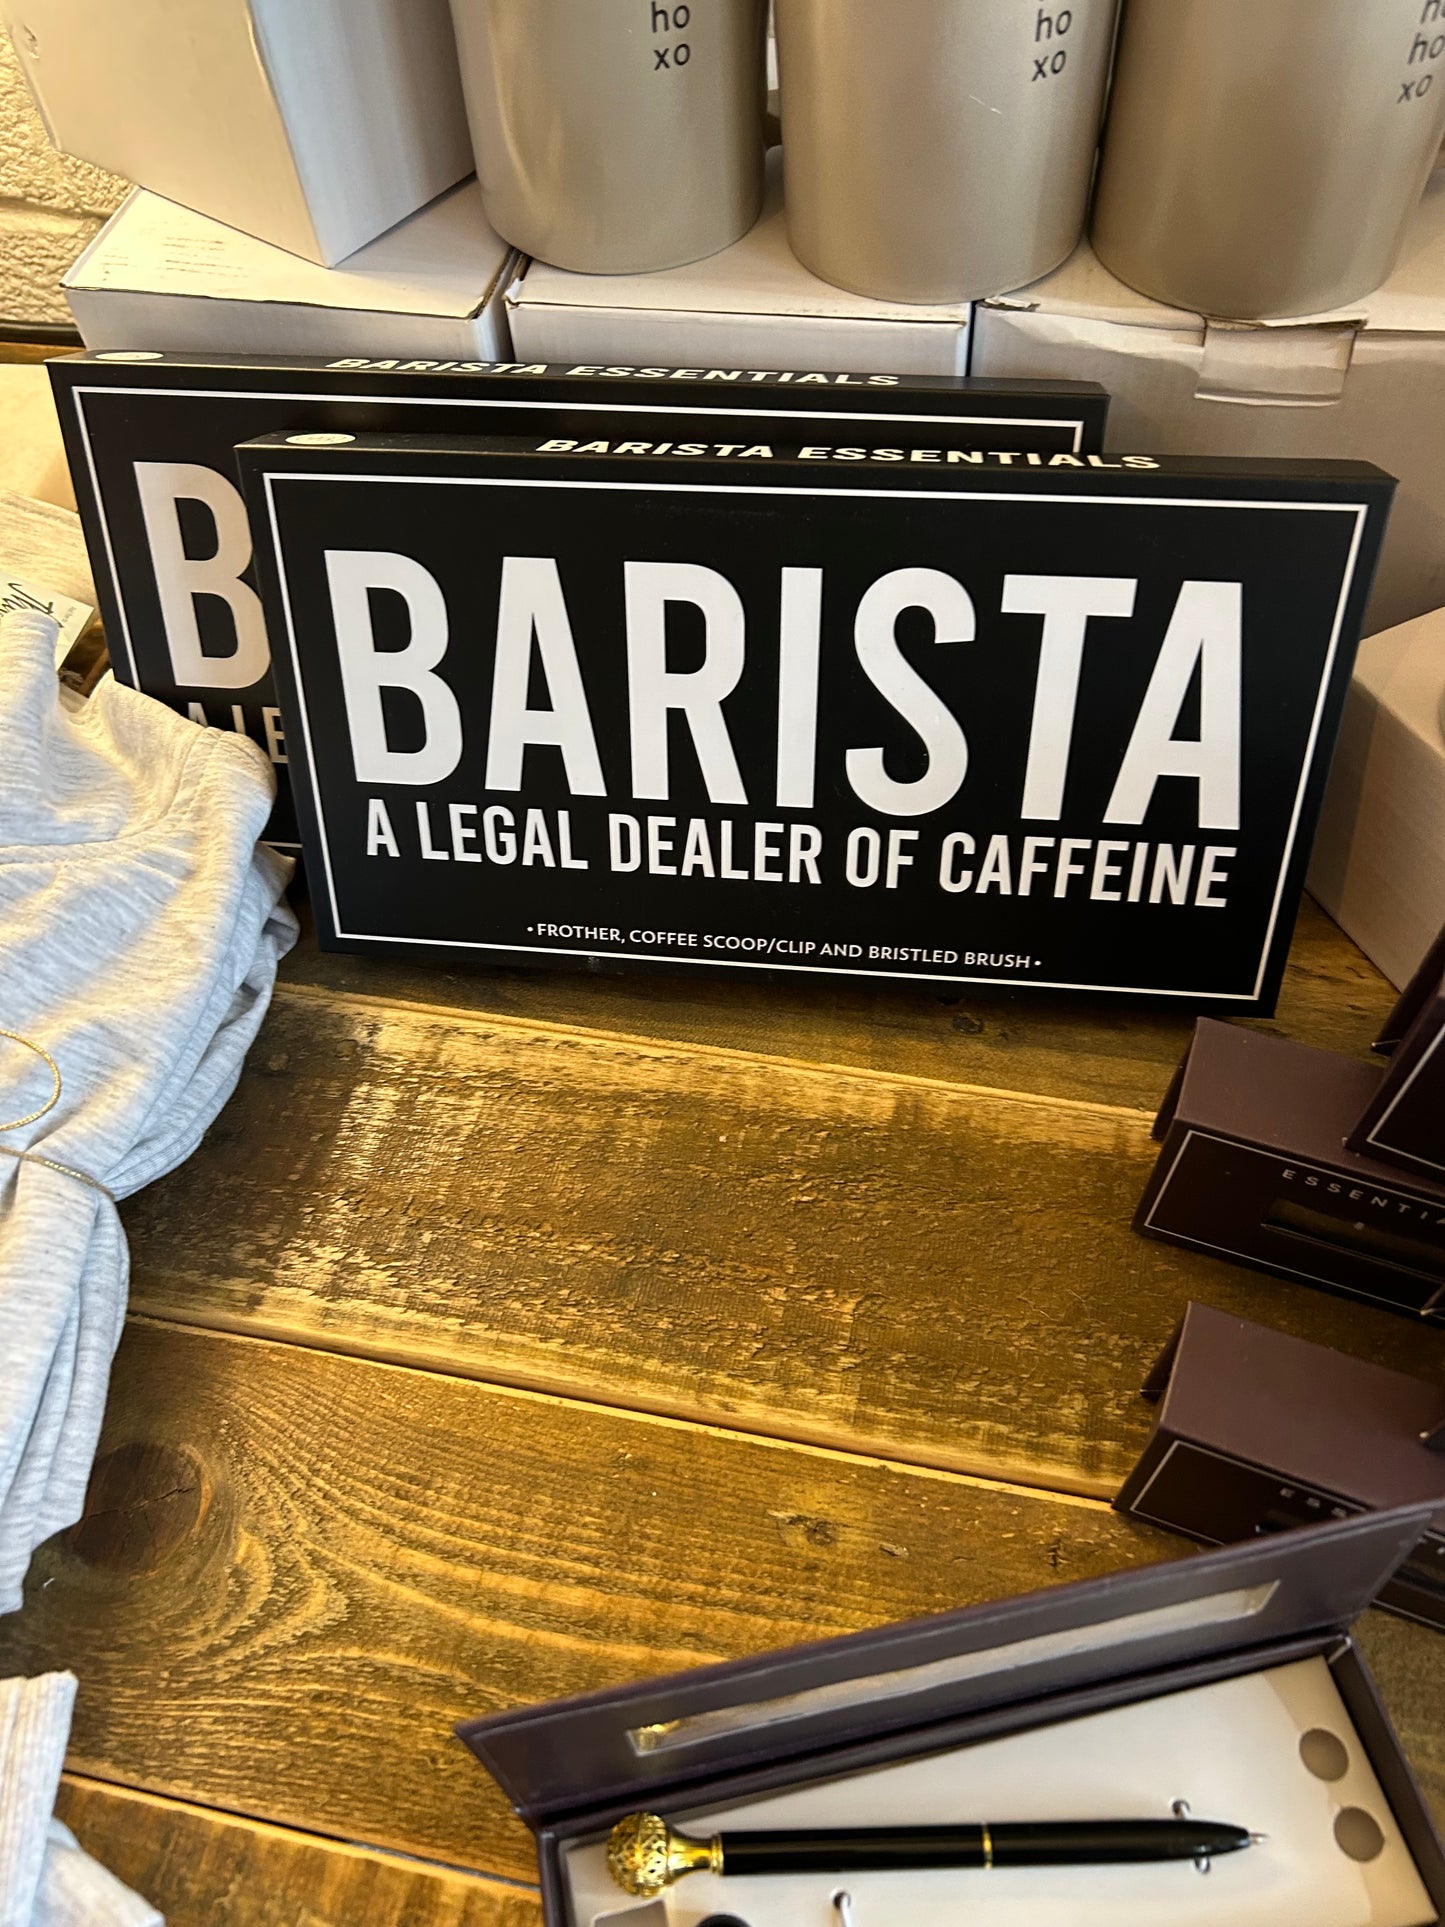 ho
xo
ho
xo
ho
xo
BARISTA ESSENTIALS
BARISTA ESSENTIALS
BARISTA
A LEGAL DEALER OF CAFFEINE
• FROTHER, COFFEE SCOOP/CLIP AND BRISTLED BRUSH •